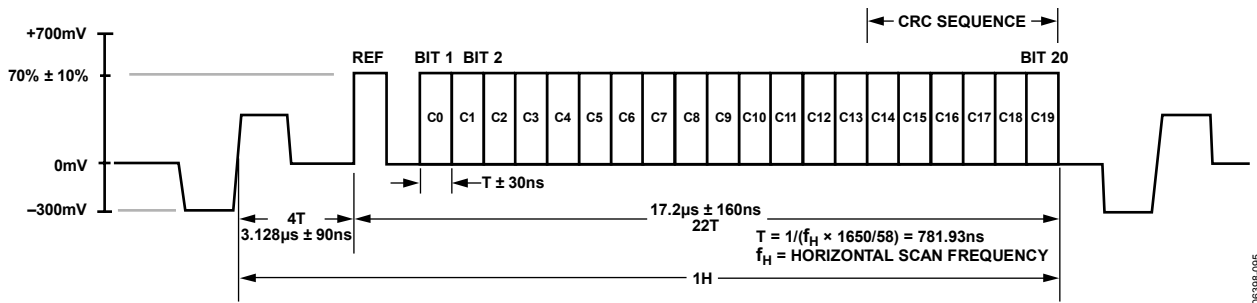 CRC SEQUENCE
+700mV
REF
BIT 1
BIT 2
BIT 20
70% ± 10%
C0
C1
C2
C3
C4
C5
C6
C7
C8
C9
C10
C11
C12
C13
C14
C15
C16
C17
C18
C19
0mV
T ± 30ns
–300mV
4T
3.128µs ± 90ns
17.2µs ± 160ns
22T
T = 1/(fH × 1650/58) = 781.93ns
fH = HORIZONTAL SCAN FREQUENCY
1H
06398-095